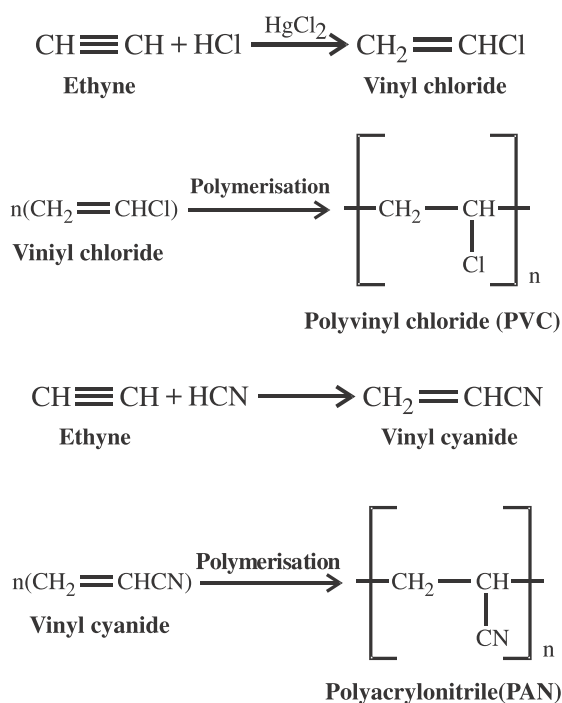 HgCl₂
CH≡CH + HCl ⟶ CH₂=CHCl
Ethyne Vinyl chloride
Polymerisation
n(CH₂=CHCl) ⟶ [—CH₂—CH—]
Viniyl chloride
Cl
n
Polyvinyl chloride (PVC)
CH≡CH + HCN ⟶ CH₂=CHCN
Ethyne Vinyl cyanide
Polymerisation
n(CH₂=CHCN) ⟶ [—CH₂—CH—]
Vinyl cyanide
CN
n
Polyacrylonitrile(PAN)